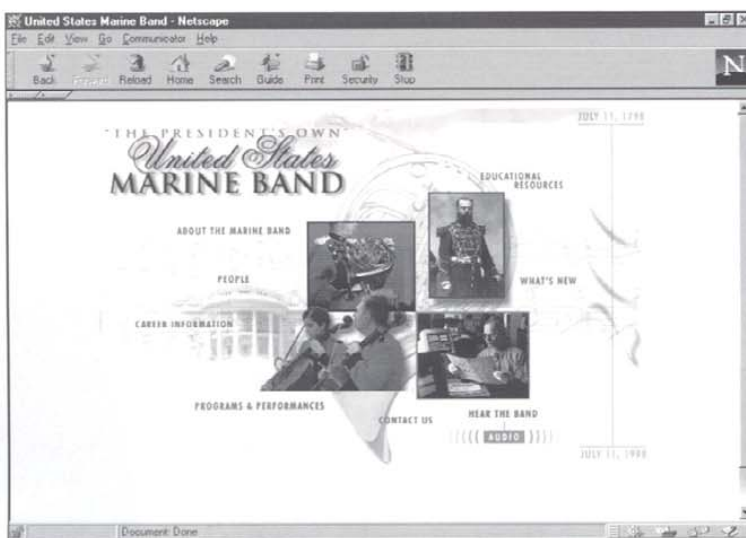 United States Marine Band - Netscape
File Edit View Go Communicator Help
Back Forward Reload Home Search Guide Print Security Stop
N
JULY 11, 1798
"THE PRESIDENT'S OWN"
United States
MARINE BAND
EDUCATIONAL
RESOURCES
ABOUT THE MARINE BAND
PEOPLE
WHAT'S NEW
CAREER INFORMATION
PROGRAMS & PERFORMANCES
CONTACT US
HEAR THE BAND
AUDIO
JULY 11, 1998
Document: Done